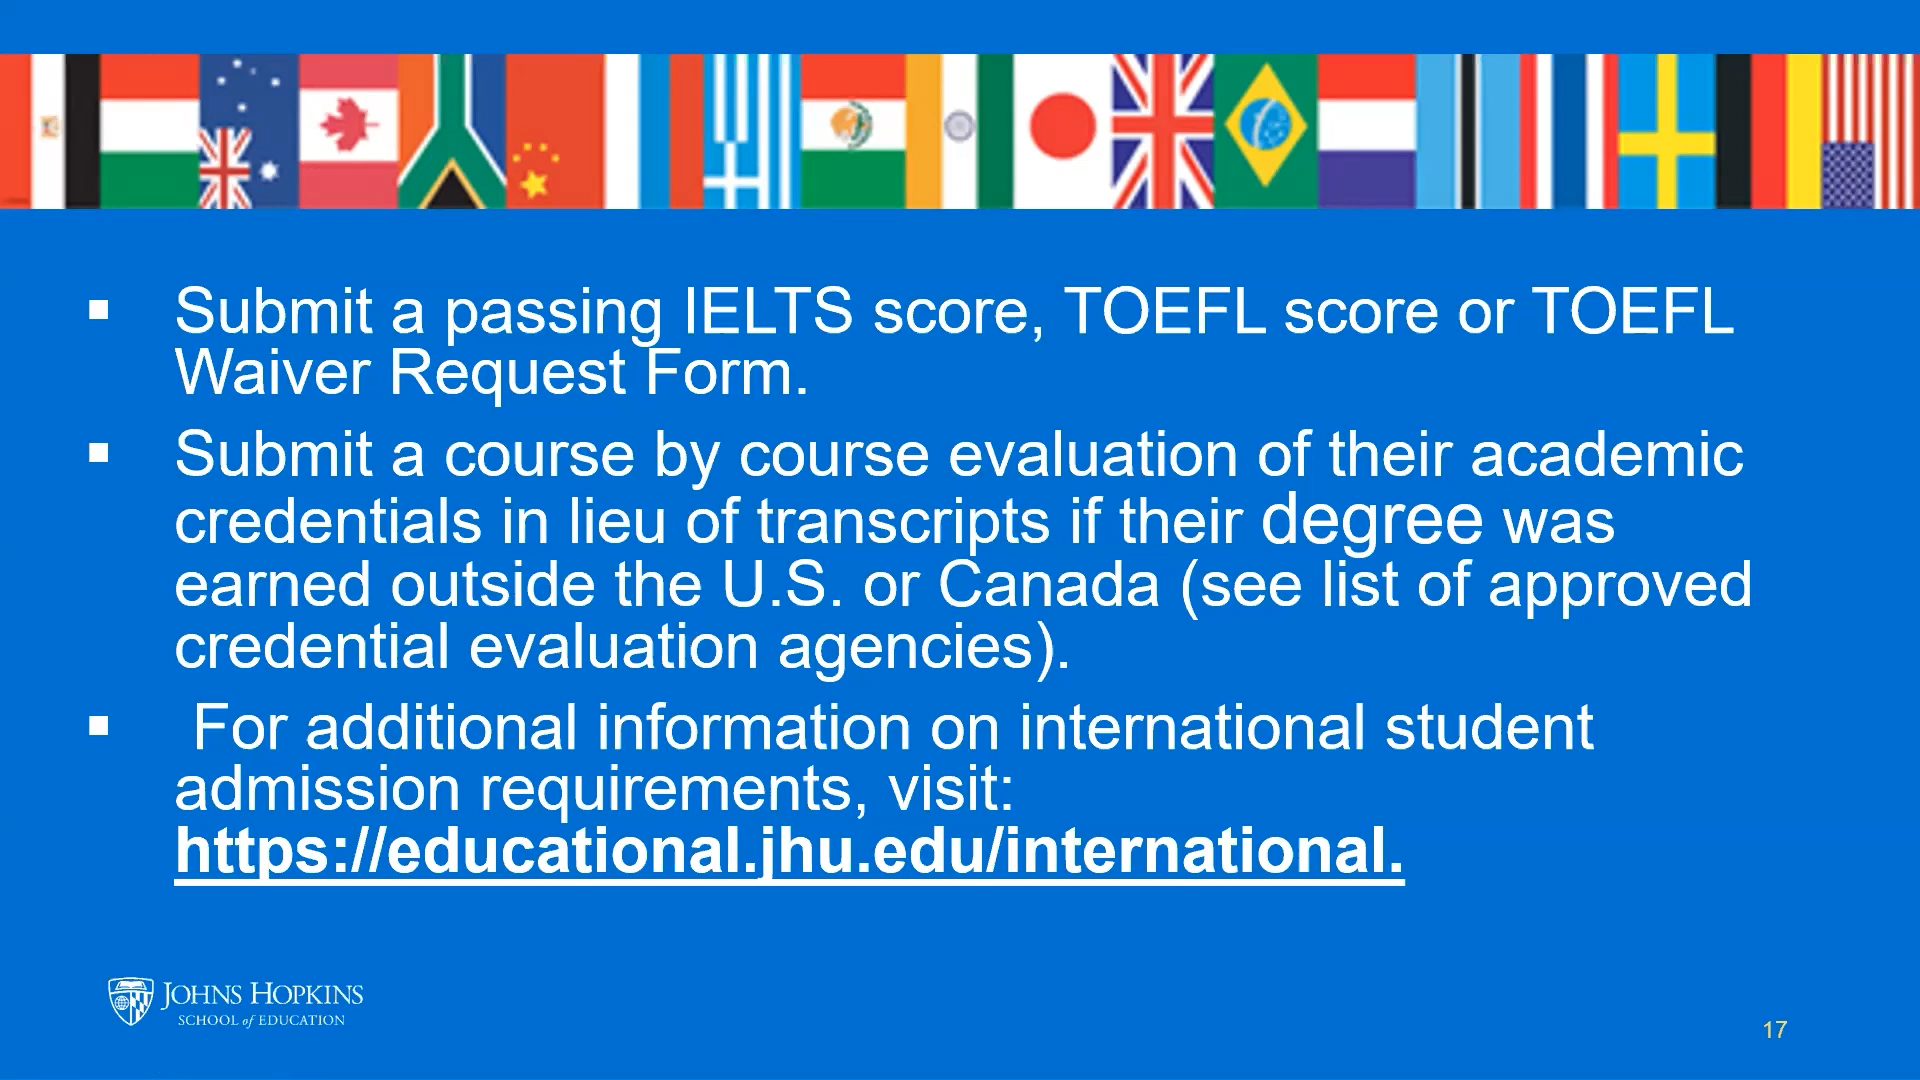 ▪ Submit a passing IELTS score, TOEFL score or TOEFL
Waiver Request Form.
▪ Submit a course by course evaluation of their academic
credentials in lieu of transcripts if their degree was
earned outside the U.S. or Canada (see list of approved
credential evaluation agencies).
▪ For additional information on international student
admission requirements, visit:
https://educational.jhu.edu/international.
JOHNS HOPKINS
SCHOOL of EDUCATION
17